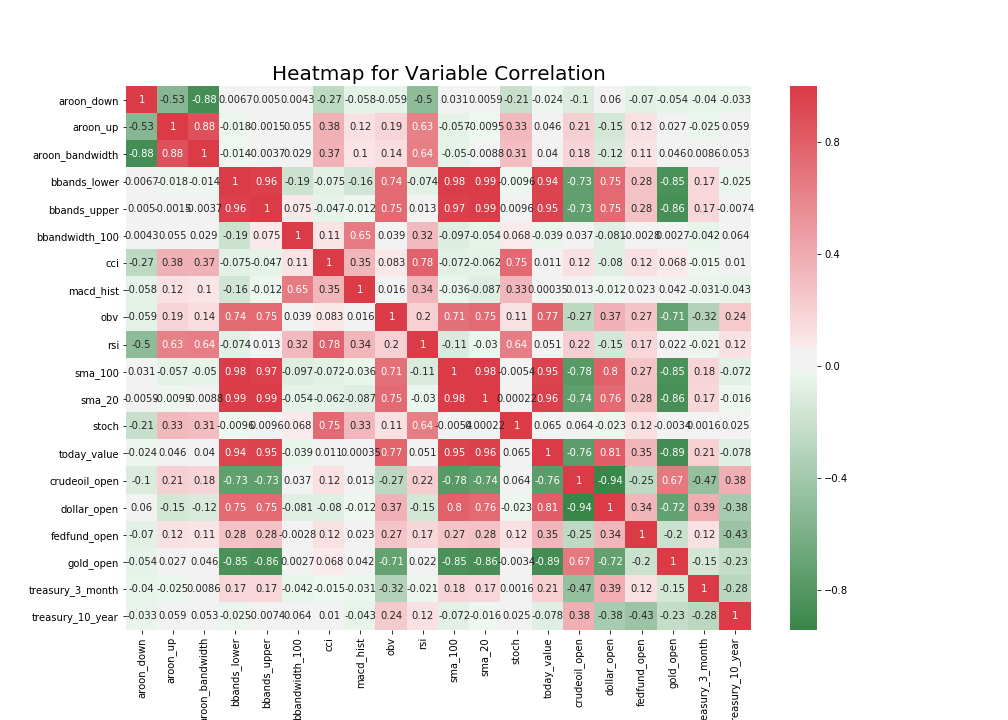 Heatmap for Variable Correlation
aroon_down 1 -0.53 -0.88 0.0067 0.005 0.0043 -0.27 -0.058 -0.059 -0.5 0.031 0.0059 -0.21 -0.024 -0.1 0.06 -0.07 -0.054 -0.04 -0.033
aroon_up -0.53 1 0.88 -0.018 0.0015 0.055 0.38 0.12 0.19 0.63 -0.057 0.0095 0.33 0.046 0.21 -0.15 0.12 0.027 -0.025 0.059
0.8
aroon_bandwidth -0.88 0.88 1 -0.014 0.0037 0.029 0.37 0.1 0.14 0.64 -0.05 -0.0088 0.31 0.04 0.18 -0.12 0.11 0.046 0.0086 0.053
bbands_lower 0.0067 -0.018 -0.014 1 0.96 -0.19 -0.075 -0.16 0.74 -0.074 0.98 0.99 -0.0096 0.94 -0.73 0.75 0.28 -0.85 0.17 -0.025
bbands_upper -0.005 -0.0015 -0.0037 0.96 1 0.075 -0.047 -0.012 0.75 0.013 0.97 0.99 0.0096 0.95 -0.73 0.75 0.28 -0.86 0.17 -0.0074
bbandwidth_100 0.0043 0.055 0.029 -0.19 0.075 1 0.11 0.65 0.039 0.32 -0.097 -0.054 0.068 -0.039 0.037 -0.081 -0.0028 0.0027 -0.042 0.064
0.4
cci -0.27 0.38 0.37 -0.075 -0.047 0.11 1 0.35 0.083 0.78 -0.072 -0.062 0.75 0.011 0.12 -0.08 0.12 0.068 -0.015 0.01
macd_hist -0.058 0.12 0.1 -0.16 -0.012 0.65 0.35 1 0.016 0.34 -0.036 -0.087 0.33 0.00035 0.013 -0.012 0.023 0.042 -0.031 -0.043
obv -0.059 0.19 0.14 0.74 0.75 0.039 0.083 0.016 1 0.2 0.71 0.75 0.11 0.77 -0.27 0.37 0.27 -0.71 -0.32 0.24
rsi -0.5 0.63 0.64 -0.074 0.013 0.32 0.78 0.34 0.2 1 -0.11 -0.03 0.64 0.051 0.22 -0.15 0.17 0.022 -0.021 0.12
0.0
sma_100 0.031 -0.057 -0.05 0.98 0.97 -0.097 -0.072 -0.036 0.71 -0.11 1 0.98 -0.0054 0.95 -0.78 0.8 0.27 -0.85 0.18 -0.072
sma_20 -0.0059 -0.0095 -0.0088 0.99 0.99 -0.054 -0.062 -0.087 0.75 -0.03 0.98 1 0.00022 0.96 -0.74 0.76 0.28 -0.86 0.17 -0.016
stoch -0.21 0.33 0.31 -0.0096 0.0096 0.068 0.75 0.33 0.11 0.64 -0.0054 0.00022 1 0.065 0.064 -0.023 0.12 -0.0034 0.0016 0.025
today_value -0.024 0.046 0.04 0.94 0.95 -0.039 0.011 0.00035 0.77 0.051 0.95 0.96 0.065 1 -0.76 0.81 0.35 -0.89 0.21 -0.078
crudeoil_open -0.1 0.21 0.18 -0.73 -0.73 0.037 0.12 0.013 -0.27 0.22 -0.78 -0.74 0.064 -0.76 1 -0.94 -0.25 0.67 -0.47 0.38
−0.4
dollar_open 0.06 -0.15 -0.12 0.75 0.75 -0.081 -0.08 -0.012 0.37 -0.15 0.8 0.76 -0.023 0.81 -0.94 1 0.34 -0.72 0.39 -0.38
fedfund_open -0.07 0.12 0.11 0.28 0.28 -0.0028 0.12 0.023 0.27 0.17 0.27 0.28 0.12 0.35 -0.25 0.34 1 -0.2 0.12 -0.43
gold_open -0.054 0.027 0.046 -0.85 -0.86 0.0027 0.068 0.042 -0.71 0.022 -0.85 -0.86 -0.0034 -0.89 0.67 -0.72 -0.2 1 -0.15 -0.23
treasury_3_month -0.04 -0.025 0.0086 0.17 0.17 -0.042 -0.015 -0.031 -0.32 -0.021 0.18 0.17 0.0016 0.21 -0.47 0.39 0.12 -0.15 1 -0.28
−0.8
treasury_10_year -0.033 0.059 0.053 -0.025 -0.0074 0.064 0.01 -0.043 0.24 0.12 -0.072 -0.016 0.025 -0.078 0.38 -0.38 -0.43 -0.23 -0.28 1
aroon_down
aroon_up
aroon_bandwidth
bbands_lower
bbands_upper
bbandwidth_100
cci
macd_hist
obv
rsi
sma_100
sma_20
stoch
today_value
crudeoil_open
dollar_open
fedfund_open
gold_open
easury_3_month
reasury_10_year